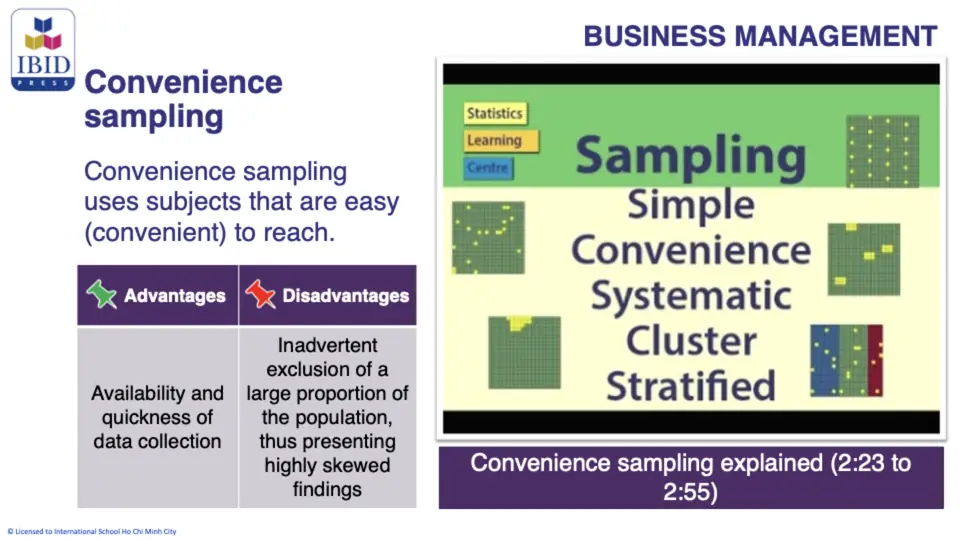 IBID
PRESS
BUSINESS MANAGEMENT
Convenience
sampling
Convenience sampling
uses subjects that are easy
(convenient) to reach.
Advantages
Disadvantages
Availability and
quickness of
data collection
Inadvertent
exclusion of a
large proportion of
the population,
thus presenting
highly skewed
findings
Statistics
Learning
Centre
Sampling
Simple
Convenience
Systematic
Cluster
Stratified
Convenience sampling explained (2:23 to
2:55)
© Licensed to International School Ho Chi Minh City